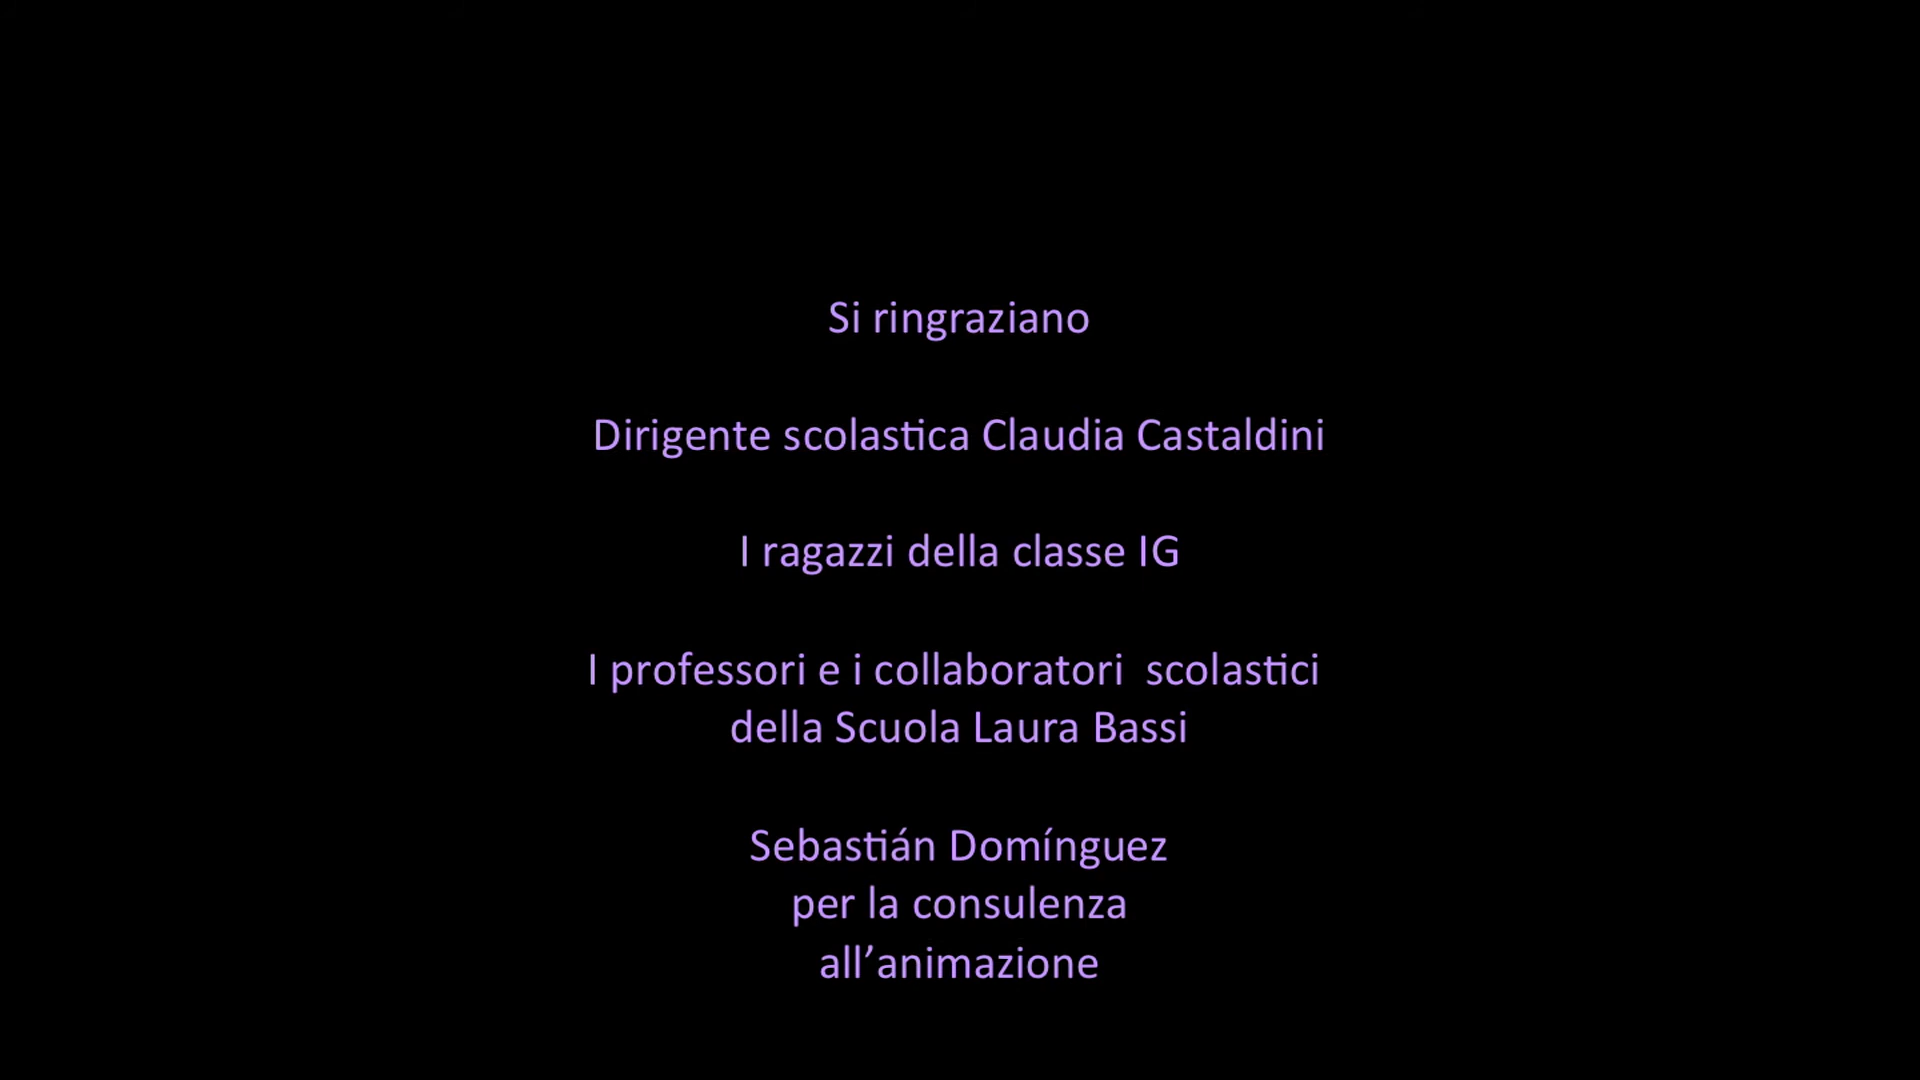 Si ringraziano
Dirigente scolastica Claudia Castaldini
I ragazzi della classe IG
I professori e i collaboratori  scolastici
della Scuola Laura Bassi
Sebastián Domínguez
per la consulenza
all’animazione